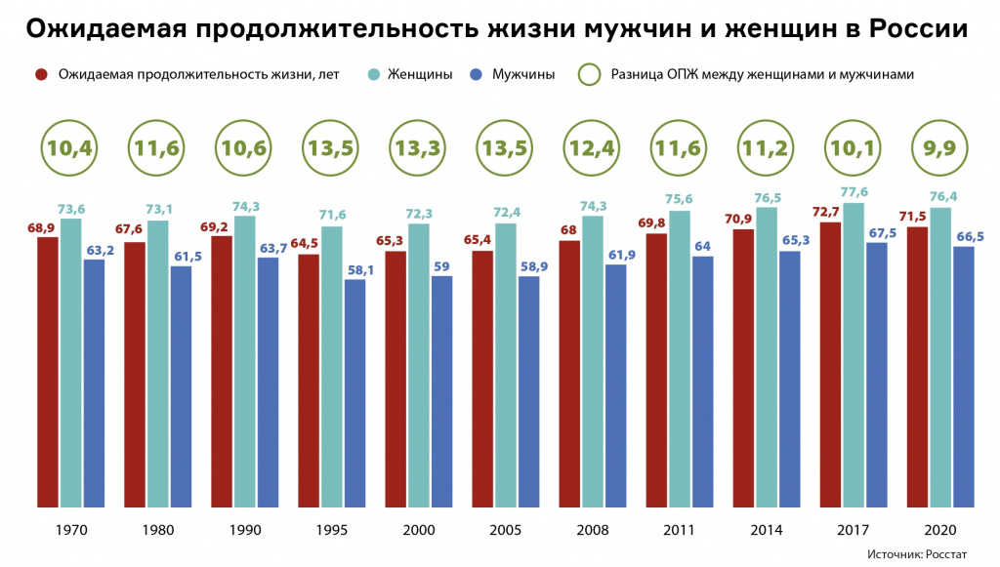 Ожидаемая продолжительность жизни мужчин и женщин в России
Ожидаемая продолжительность жизни, лет Женщины Мужчины Разница ОПЖ между женщинами и мужчинами
10,4 11,6 10,6 13,5 13,3 13,5 12,4 11,6 11,2 10,1 9,9
68,9 73,6 63,2 67,6 73,1 61,5 69,2 74,3 63,7 64,5 71,6 58,1 65,3 72,3 59 65,4 72,4 58,9 68 74,3 61,9 69,8 75,6 64 70,9 76,5 65,3 72,7 77,6 67,5 71,5 76,4 66,5
1970 1980 1990 1995 2000 2005 2008 2011 2014 2017 2020
Источник: Росстат